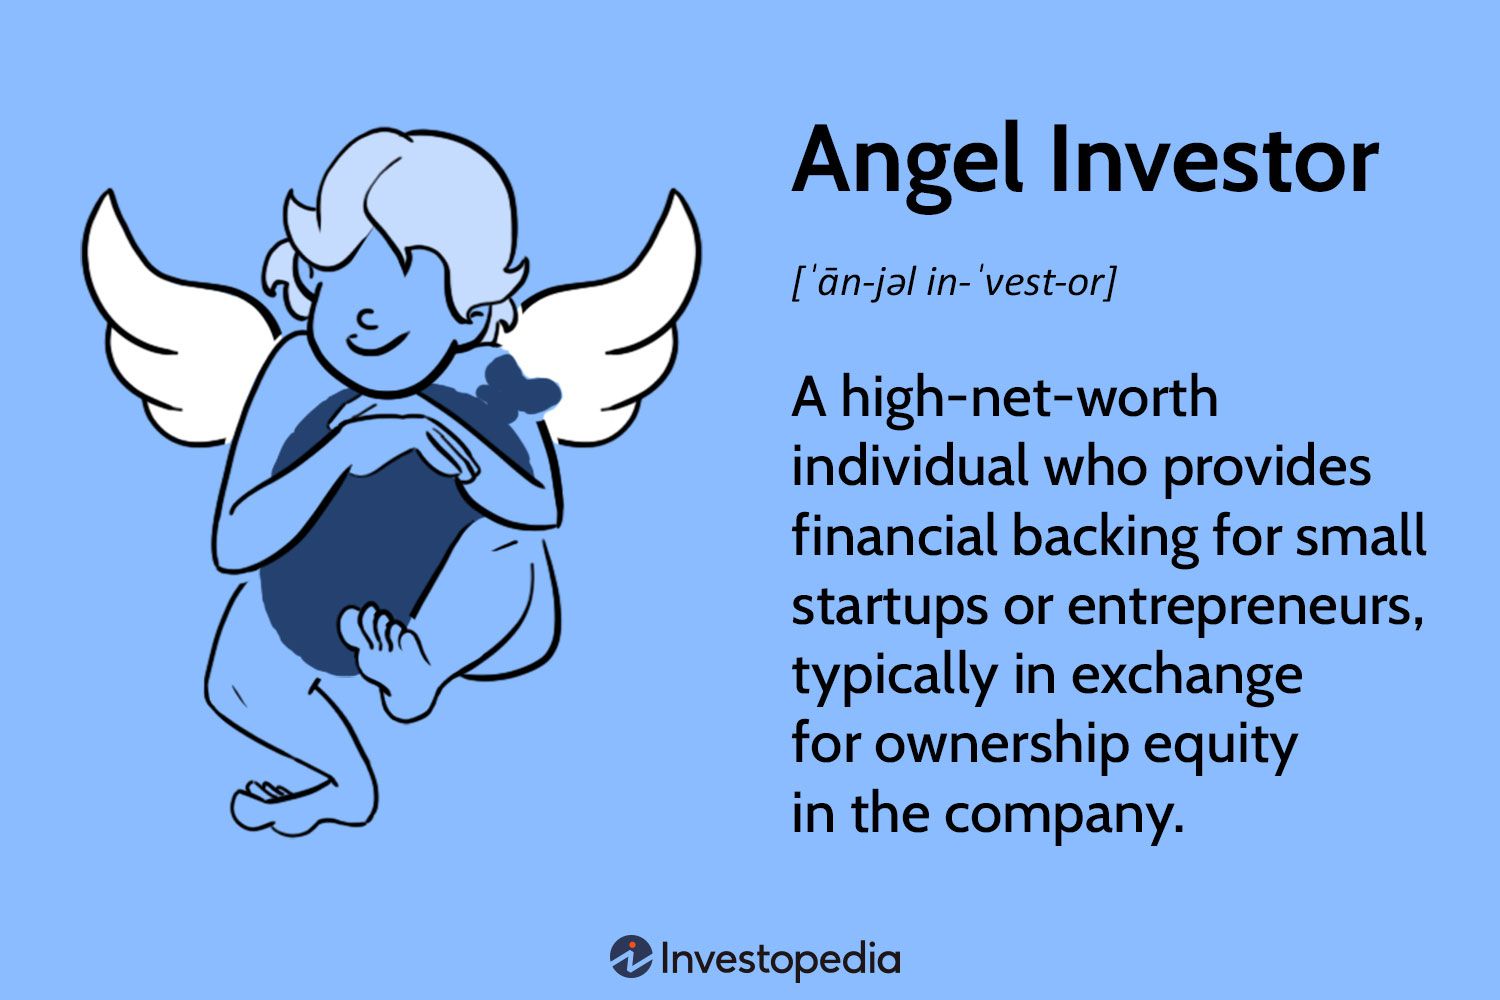 Angel Investor
[ˈān-jəl in-ˈvest-or]
A high-net-worth
individual who provides
financial backing for small
startups or entrepreneurs,
typically in exchange
for ownership equity
in the company.
Investopedia